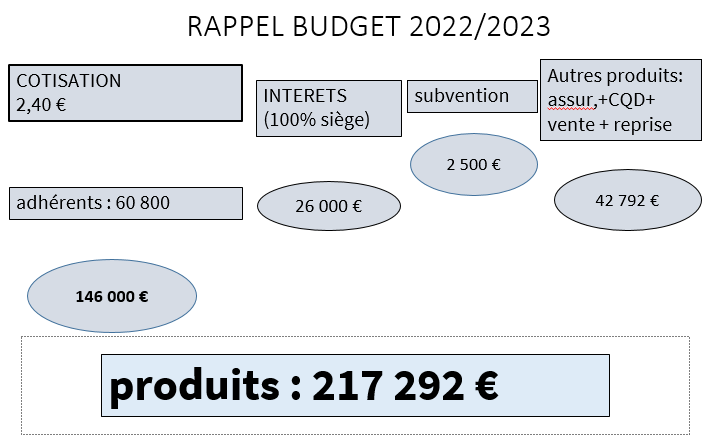 RAPPEL BUDGET 2022/2023
COTISATION
2,40 €
INTERETS
(100% siège)
subvention
Autres produits:
assur,+CQD+
vente + reprise
2 500 €
adhérents : 60 800
26 000 €
42 792 €
146 000 €
produits : 217 292 €